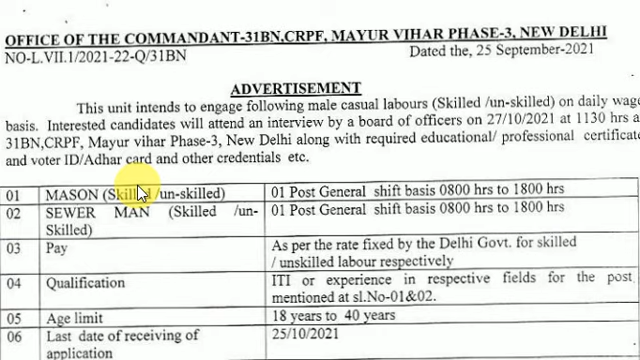 OFFICE OF THE COMMANDANT-31BN,CRPF, MAYUR VIHAR PHASE-3, NEW DELHI
NO-L.VII.1/2021-22-Q/31BN Dated the, 25 September-2021
ADVERTISEMENT
This unit intends to engage following male casual labours (Skilled /un-skilled) on daily wage
basis. Interested candidates will attend an interview by a board of officers on 27/10/2021 at 1130 hrs a
31BN,CRPF, Mayur vihar Phase-3, New Delhi along with required educational/ professional certificate
and voter ID/Adhar card and other credentials etc.
01 MASON (Skilled /un-skilled) 01 Post General shift basis 0800 hrs to 1800 hrs
02 SEWER MAN (Skilled /un- 01 Post General shift basis 0800 hrs to 1800 hrs
Skilled)
03 Pay As per the rate fixed by the Delhi Govt. for skilled
/ unskilled labour respectively
04 Qualification ITI or experience in respective fields for the post
mentioned at sl.No-01&02.
05 Age limit 18 years to 40 years
06 Last date of receiving of 25/10/2021
application